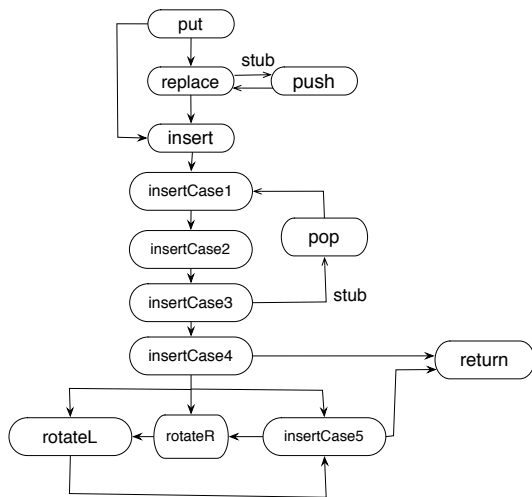 put
stub
replace
push
insert
insertCase1
insertCase2
pop
insertCase3
stub
insertCase4
return
rotateL
rotateR
insertCase5